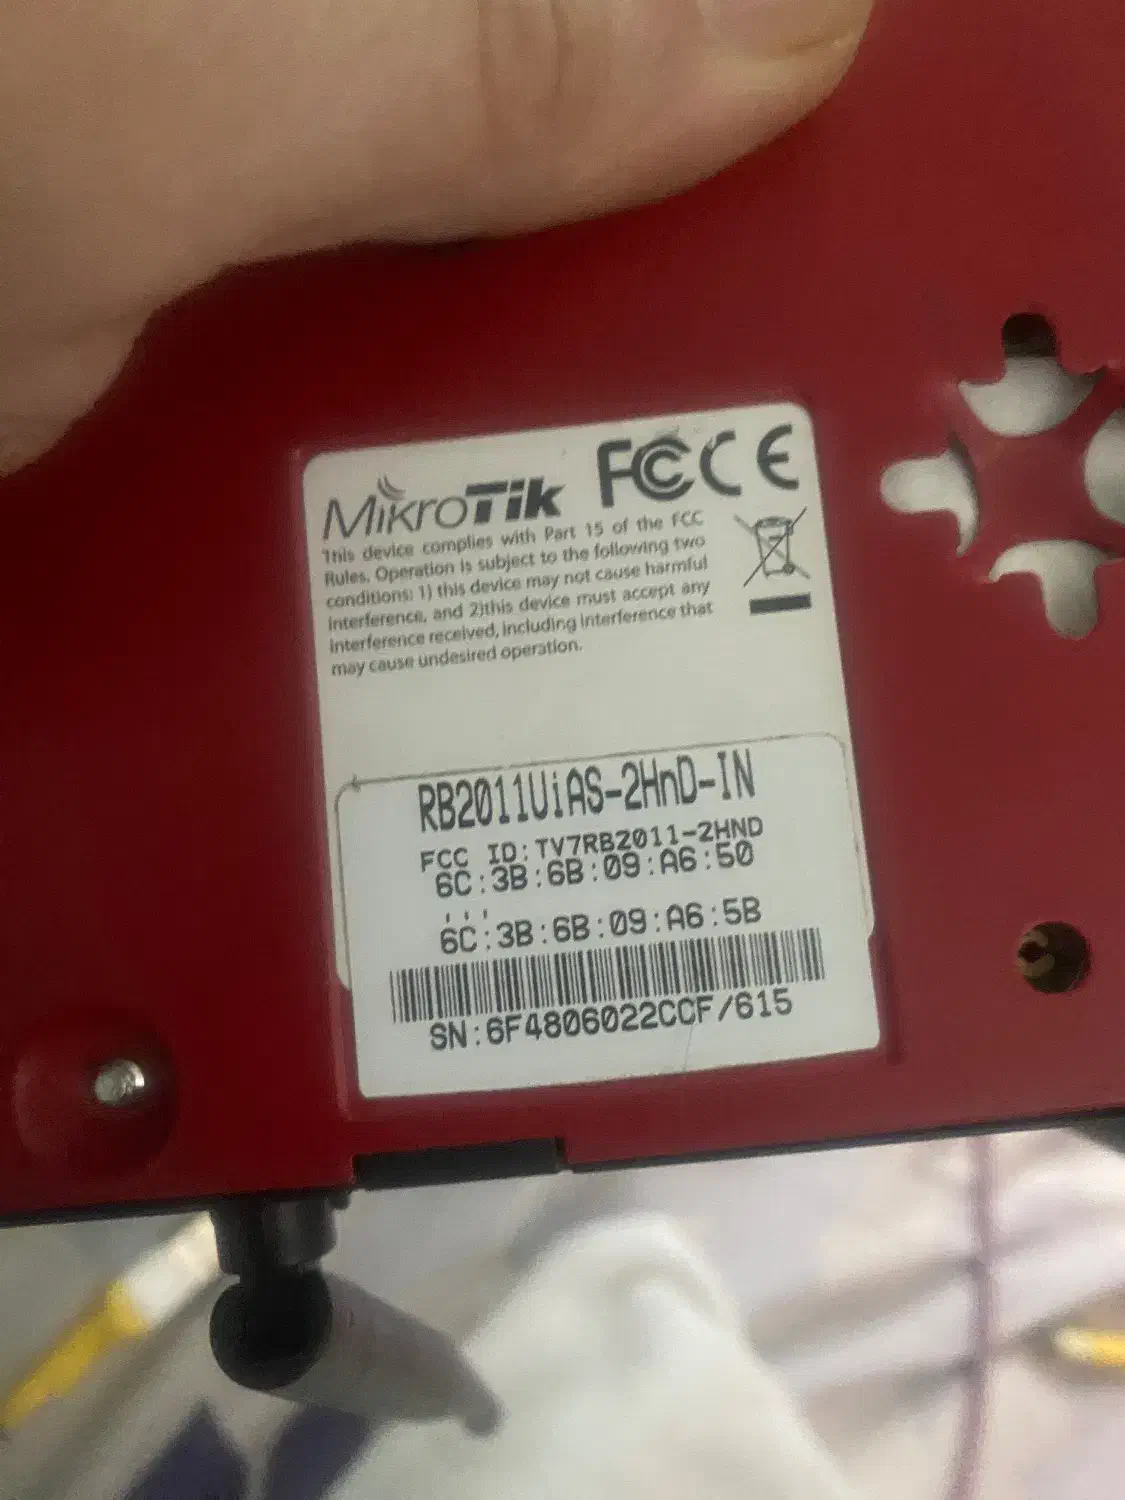 MikroTik FC CE
This device complies with Part 15 of the FCC
Rules. Operation is subject to the following two
conditions: 1) this device may not cause harmful
interference, and 2)this device must accept any
interference received, including interference that
may cause undesired operation.
RB2011UiAS-2HnD-IN
FCC ID:TV7RB2011-2HND
6C:3B:6B:09:A6:50
6C:3B:6B:09:A6:5B
SN:6F4806022CCF/615